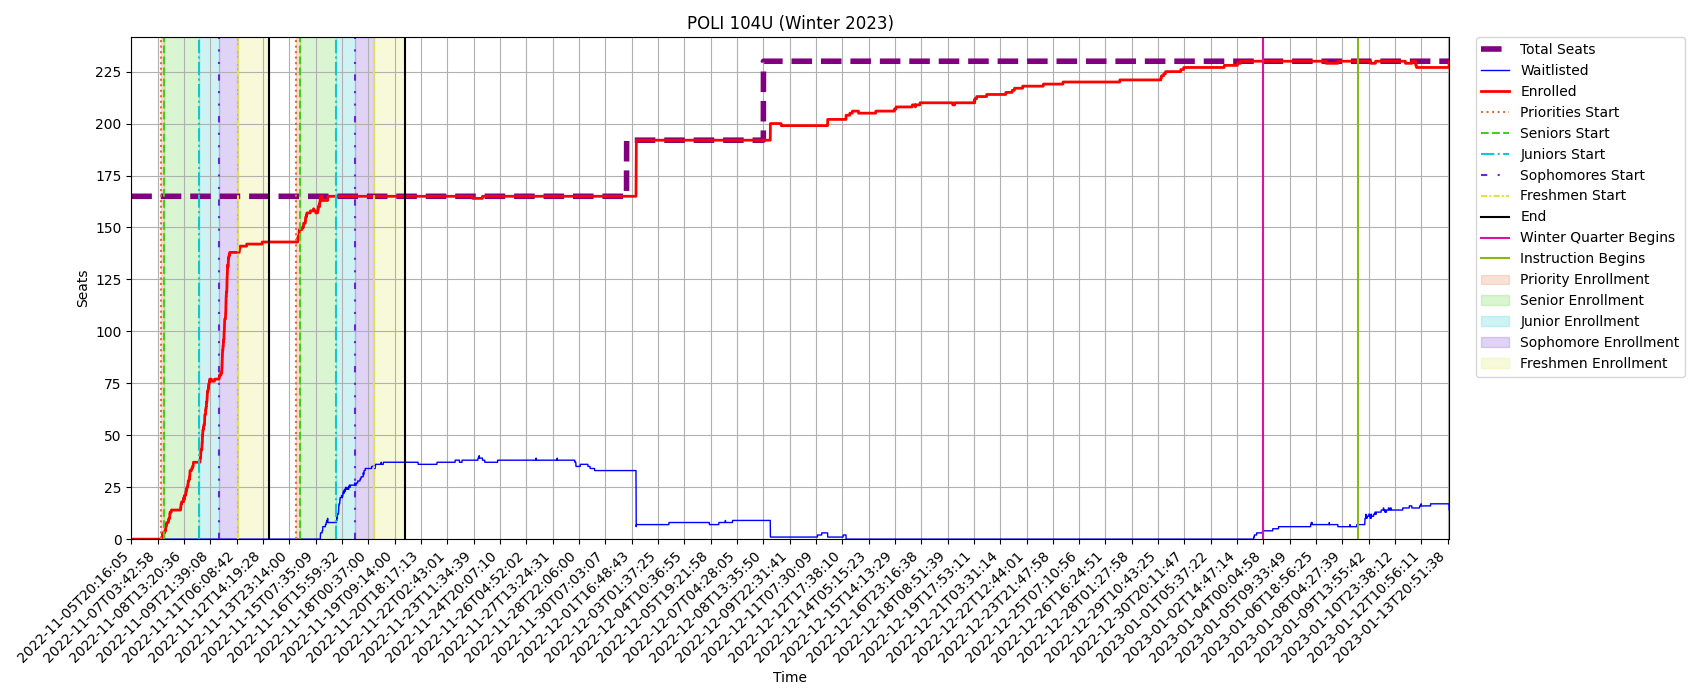 POLI 104U (Winter 2023)
Seats
225
200
175
150
125
100
75
50
25
0
2022-11-05T20:16:05
2022-11-07T03:42:58
2022-11-08T13:20:36
2022-11-09T21:39:08
2022-11-11T06:08:42
2022-11-12T14:19:28
2022-11-13T23:14:00
2022-11-15T07:35:09
2022-11-16T15:59:32
2022-11-18T00:37:00
2022-11-19T09:14:00
2022-11-20T18:17:13
2022-11-22T02:43:01
2022-11-23T11:34:39
2022-11-24T20:07:10
2022-11-26T04:52:02
2022-11-27T13:24:31
2022-11-28T22:06:00
2022-11-30T07:03:07
2022-12-01T16:48:43
2022-12-03T01:37:25
2022-12-04T10:36:55
2022-12-05T19:21:58
2022-12-07T04:28:05
2022-12-08T13:35:50
2022-12-09T22:31:41
2022-12-11T07:30:09
2022-12-12T17:38:10
2022-12-14T05:15:23
2022-12-15T14:13:29
2022-12-16T23:16:38
2022-12-18T08:51:39
2022-12-19T17:53:11
2022-12-21T03:31:14
2022-12-22T12:44:01
2022-12-23T21:47:58
2022-12-25T07:10:56
2022-12-26T16:24:51
2022-12-28T01:27:58
2022-12-29T10:43:25
2022-12-30T20:11:47
2023-01-01T05:37:22
2023-01-02T14:47:14
2023-01-04T00:04:58
2023-01-05T09:33:49
2023-01-06T18:56:25
2023-01-08T04:27:39
2023-01-09T13:55:42
2023-01-10T23:38:12
2023-01-12T10:56:11
2023-01-13T20:51:38
Time
Total Seats
Waitlisted
Enrolled
Priorities Start
Seniors Start
Juniors Start
Sophomores Start
Freshmen Start
End
Winter Quarter Begins
Instruction Begins
Priority Enrollment
Senior Enrollment
Junior Enrollment
Sophomore Enrollment
Freshmen Enrollment